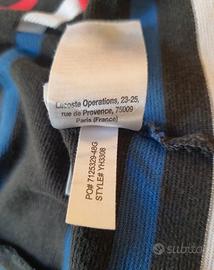 Lacoste Operations, 23-25,
rue de Provence, 75009
Paris (France)
PO# 7125329-48G
STYLE# YH3308
subito